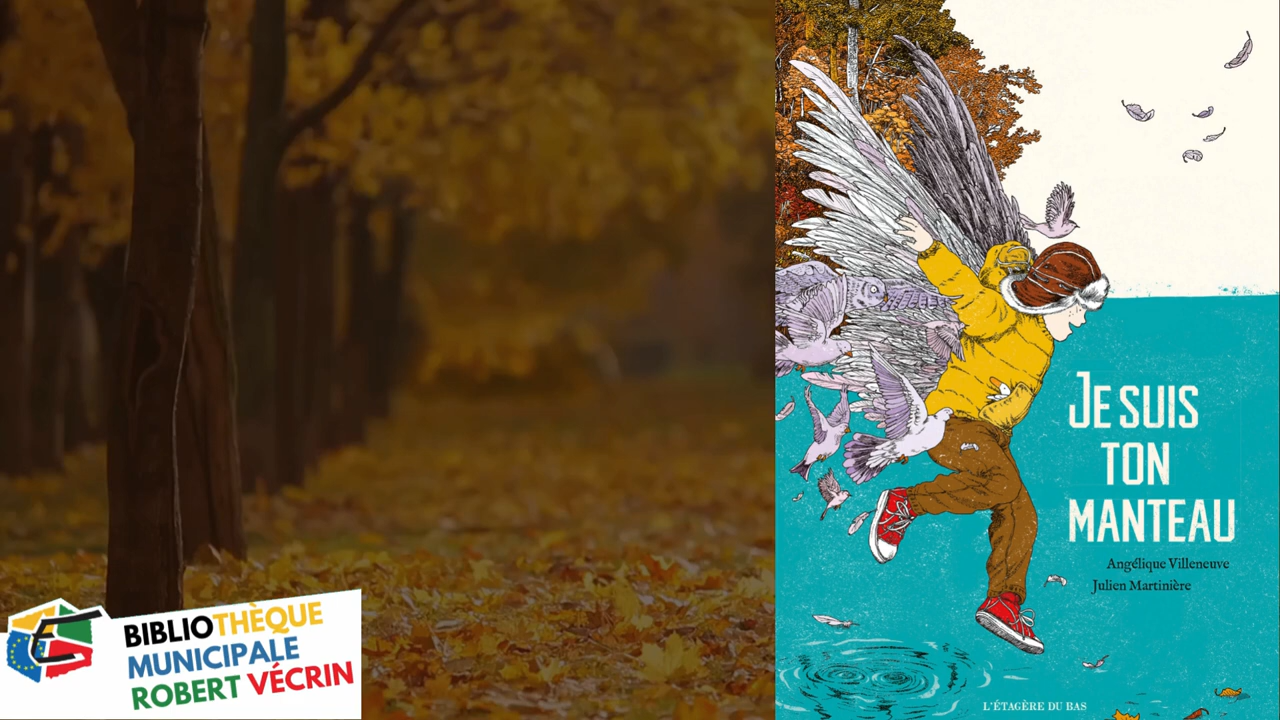 BIBLIOTHÈQUE
MUNICIPALE
ROBERT VÉCRIN
JE SUIS
TON
MANTEAU
Angélique Villeneuve
Julien Martinière
L'ÉTAGÈRE DU BAS